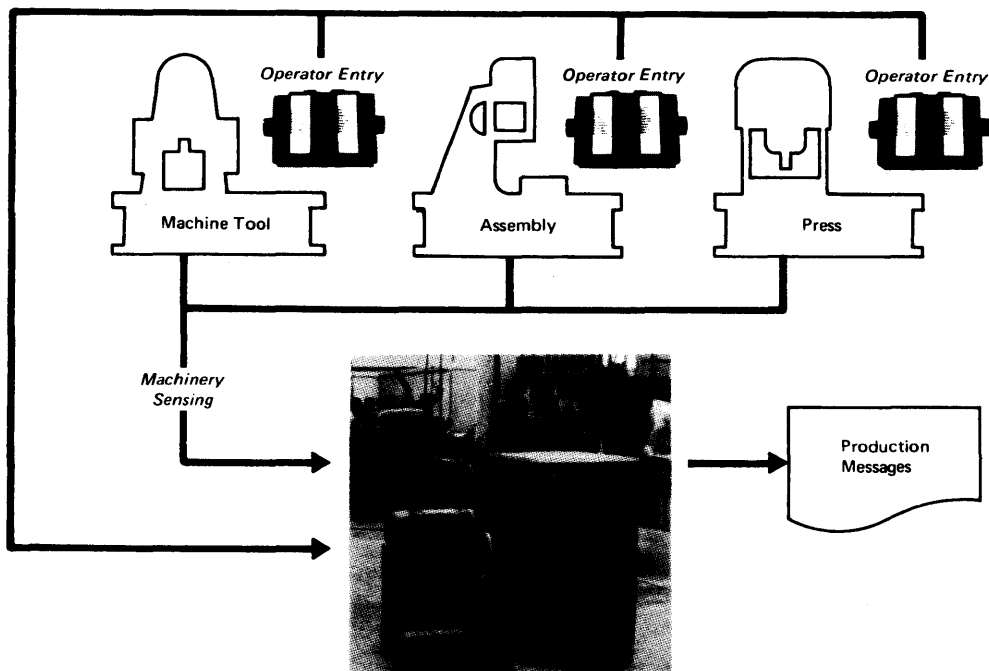 Operator Entry
Operator Entry
Operator Entry
Machine Tool
Assembly
Press
Machinery
Sensing
Production
Messages